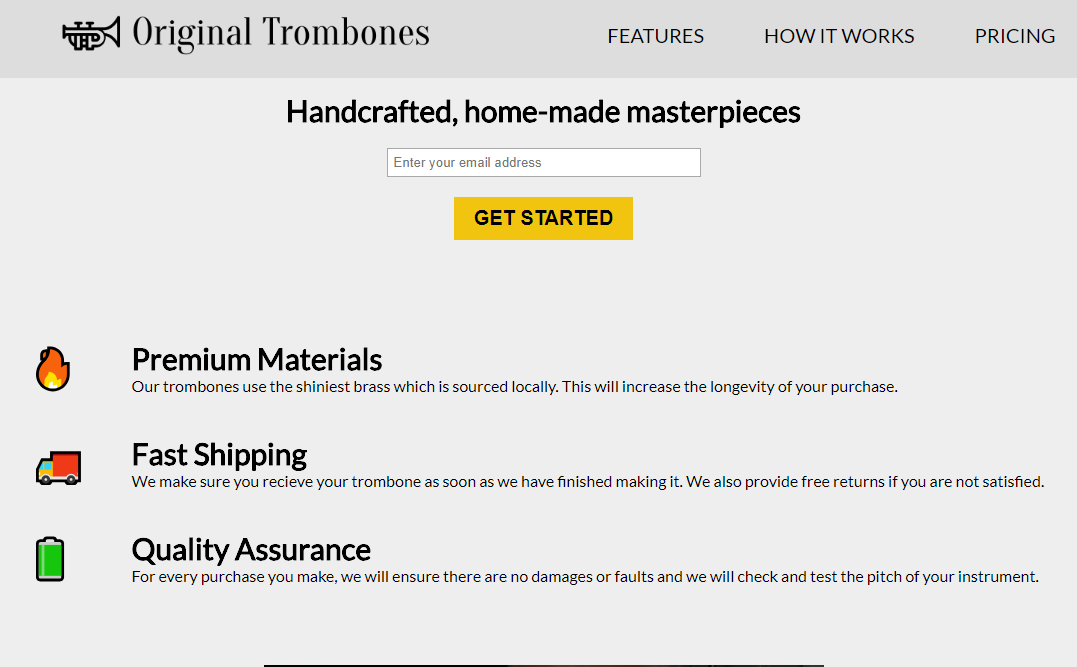 Original Trombones
FEATURES
HOW IT WORKS
PRICING
Handcrafted, home-made masterpieces
Enter your email address
GET STARTED
Premium Materials
Our trombones use the shiniest brass which is sourced locally. This will increase the longevity of your purchase.
Fast Shipping
We make sure you recieve your trombone as soon as we have finished making it. We also provide free returns if you are not satisfied.
Quality Assurance
For every purchase you make, we will ensure there are no damages or faults and we will check and test the pitch of your instrument.